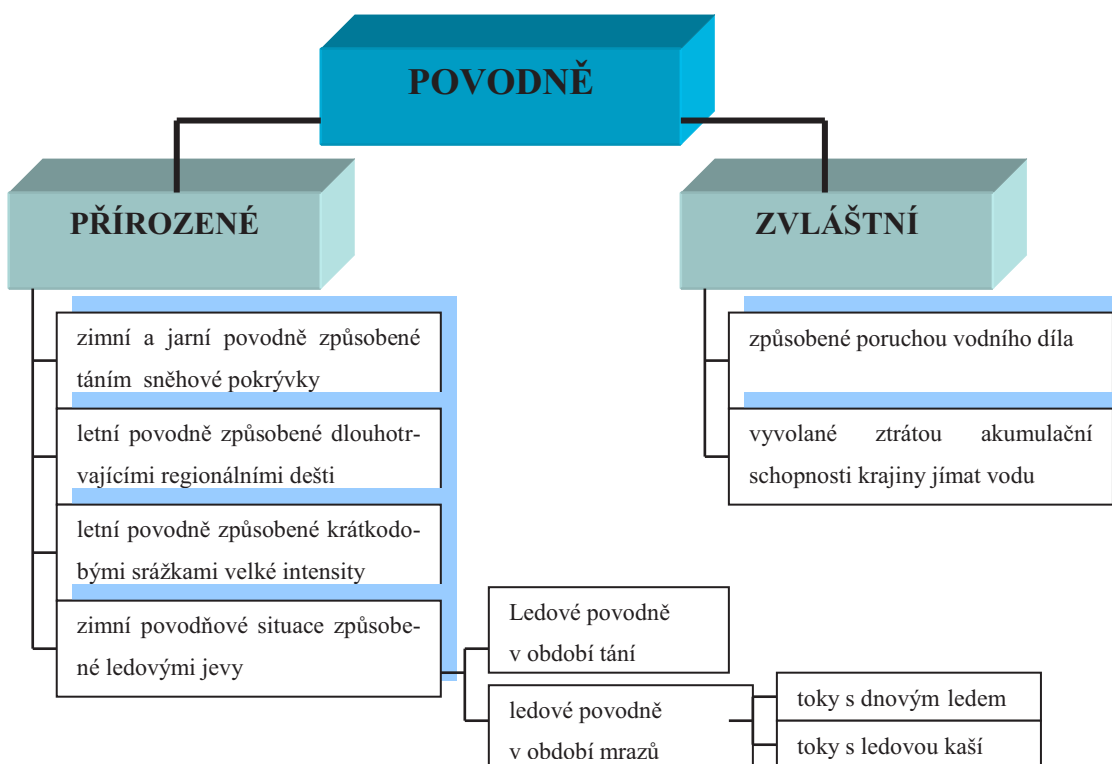 POVODNĚ
PŘÍROZENÉ
ZVLÁŠTNÍ
zimní a jarní povodně způsobené
táním sněhové pokrývky
letní povodně způsobené dlouhotr-
vajícími regionálními dešti
letní povodně způsobené krátkodo-
bými srážkami velké intensity
zimní povodňové situace způsobe-
né ledovými jevy
způsobené poruchou vodního díla
vyvolané ztrátou akumulační
schopnosti krajiny jímat vodu
Ledové povodně
v období tání
ledové povodně
v období mrazů
toky s dnovým ledem
toky s ledovou kaší